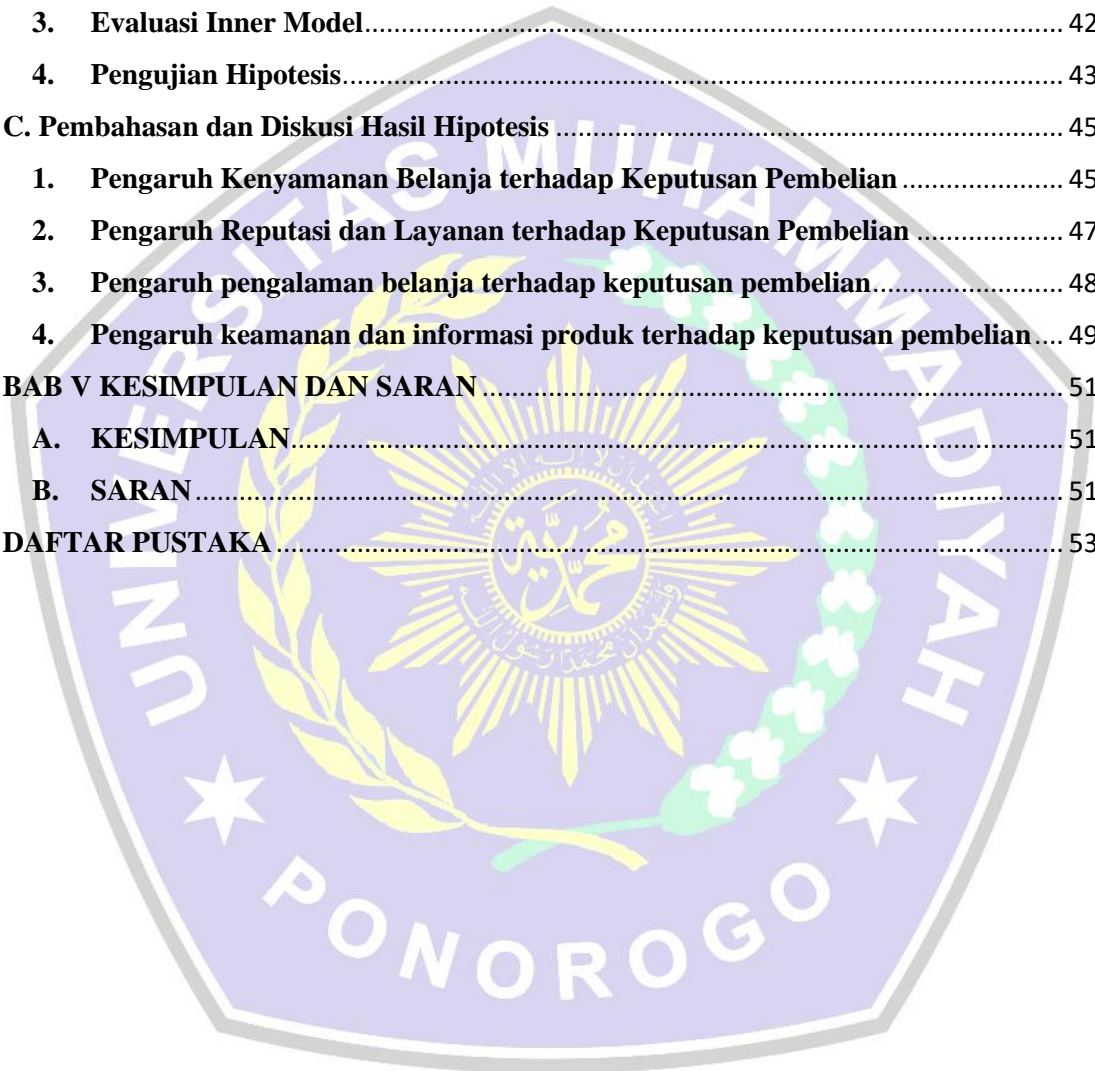 3. Evaluasi Inner Model 42
4. Pengujian Hipotesis 43
C. Pembahasan dan Diskusi Hasil Hipotesis 45
1. Pengaruh Kenyamanan Belanja terhadap Keputusan Pembelian 45
2. Pengaruh Reputasi dan Layanan terhadap Keputusan Pembelian 47
3. Pengaruh pengalaman belanja terhadap keputusan pembelian 48
4. Pengaruh keamanan dan informasi produk terhadap keputusan pembelian 49
BAB V KESIMPULAN DAN SARAN 51
A. KESIMPULAN 51
B. SARAN 51
DAFTAR PUSTAKA 53
UNIVERSITAS MUHAMMADIYAH
PONOROGO
محمدية